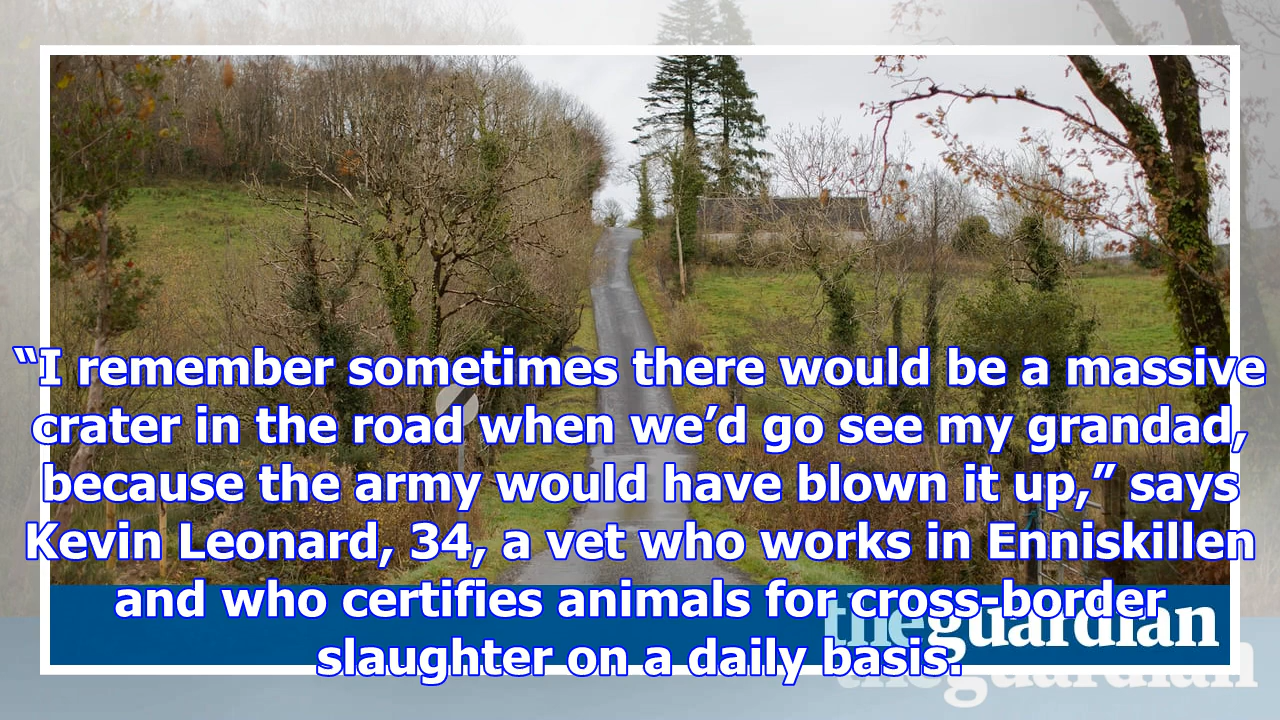 “I remember sometimes there would be a massive
crater in the road when we’d go see my grandad,
because the army would have blown it up,” says
Kevin Leonard, 34, a vet who works in Enniskillen
and who certifies animals for cross-border
theguardian
slaughter on a daily basis.
theguardian